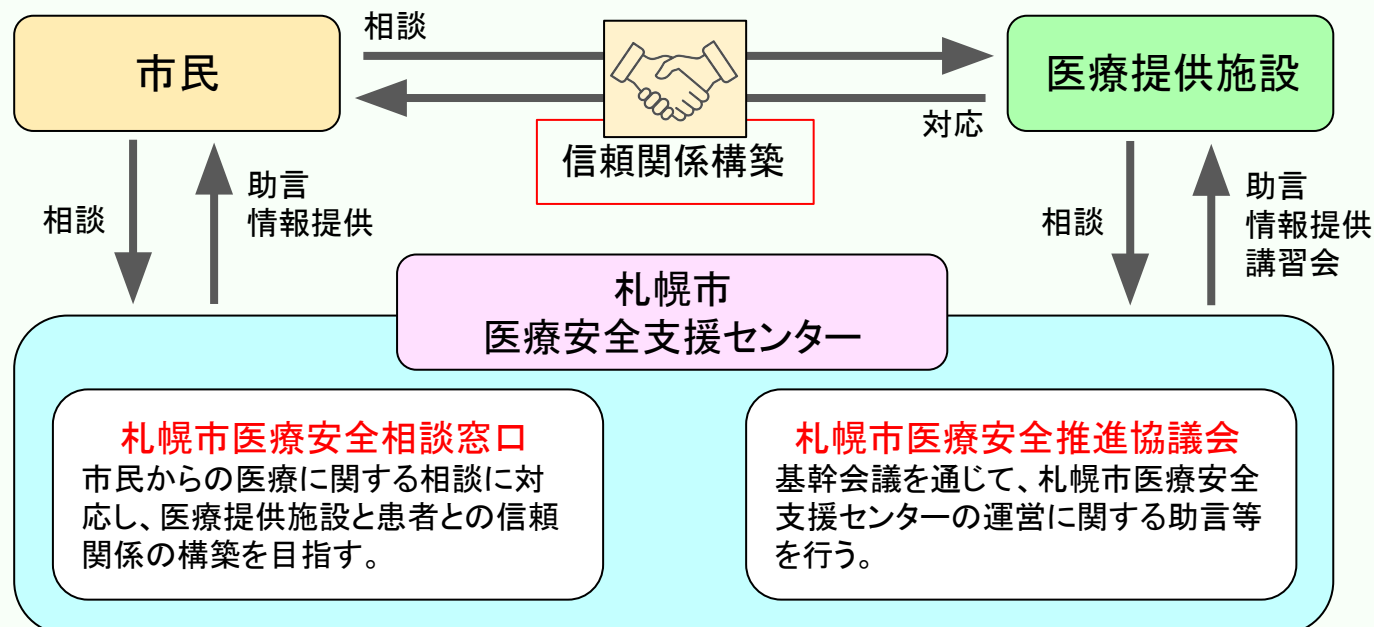 相談
市民
医療提供施設
対応
信頼関係構築
相談
助言
情報提供
相談
助言
情報提供
講習会
札幌市
医療安全支援センター
札幌市医療安全相談窓口
市民からの医療に関する相談に対
応し、医療提供施設と患者との信頼
関係の構築を目指す。
札幌市医療安全推進協議会
基幹会議を通じて、札幌市医療安全
支援センターの運営に関する助言等
を行う。